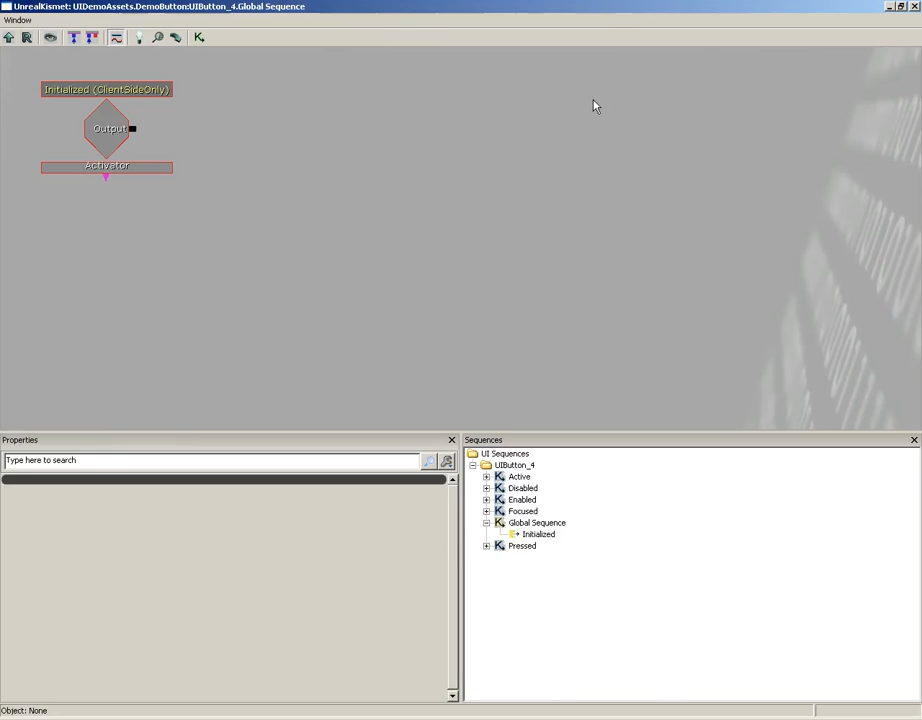 UnrealKismet: UIDemoAssets.DemoButton:UIButton_4.Global Sequence
Window
Initialized (ClientSideOnly)
Output
Activator
Properties
Type here to search
Sequences
UI Sequences
UIButton_4
Active
Disabled
Enabled
Focused
Global Sequence
Initialized
Pressed
Object: None